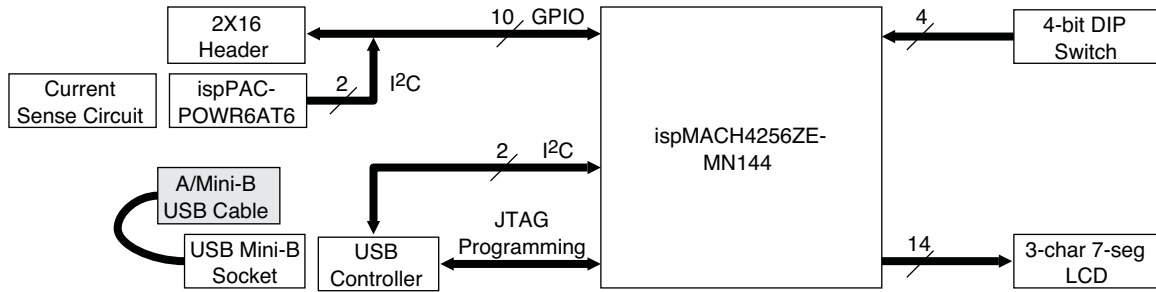 2X16
Header
10 GPIO
4
4-bit DIP
Switch
Current
Sense Circuit
ispPAC-
POWR6AT6
2 I²C
ispMACH4256ZE-
MN144
2 I²C
A/Mini-B
USB Cable
JTAG
Programming
USB Mini-B
Socket
USB
Controller
14
3-char 7-seg
LCD